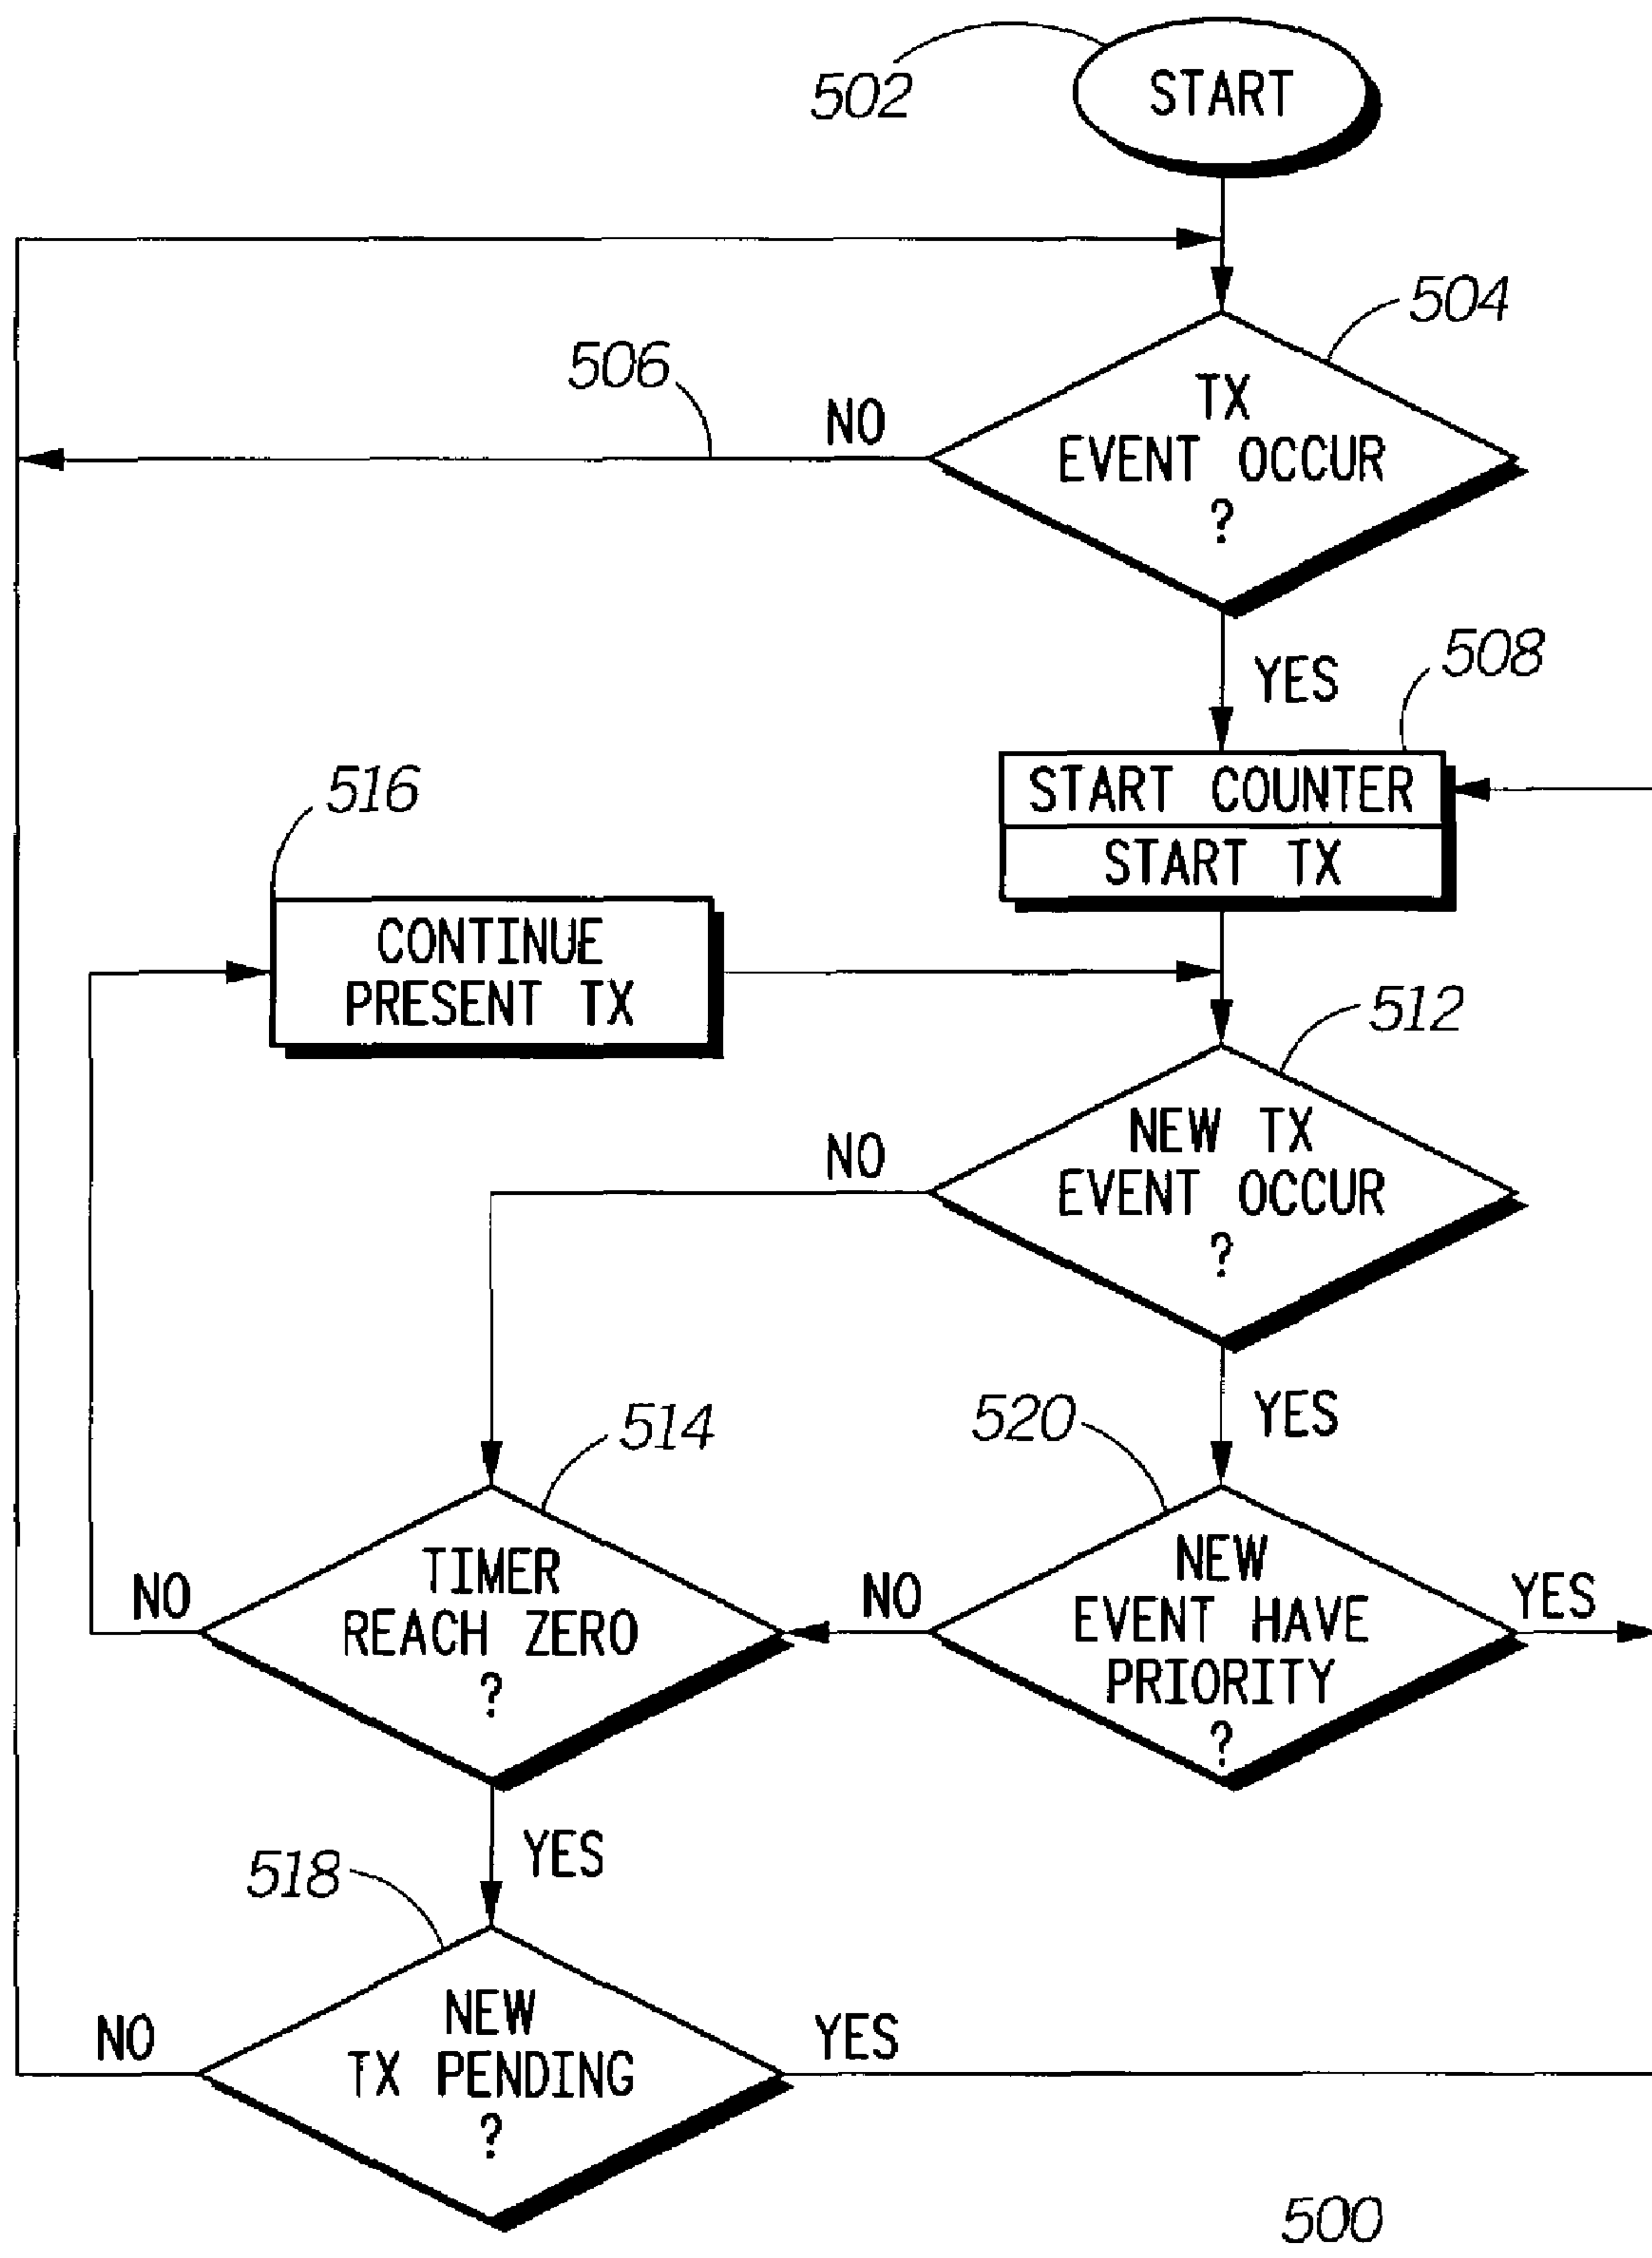 502
START
504
506
NO
TX
EVENT OCCUR
?
YES
508
START COUNTER
START TX
516
CONTINUE
PRESENT TX
512
NO
NEW TX
EVENT OCCUR
?
YES
514
520
NO
TIMER
REACH ZERO
?
NO
NEW
EVENT HAVE
PRIORITY
?
YES
YES
518
NO
NEW
TX PENDING
?
YES
500